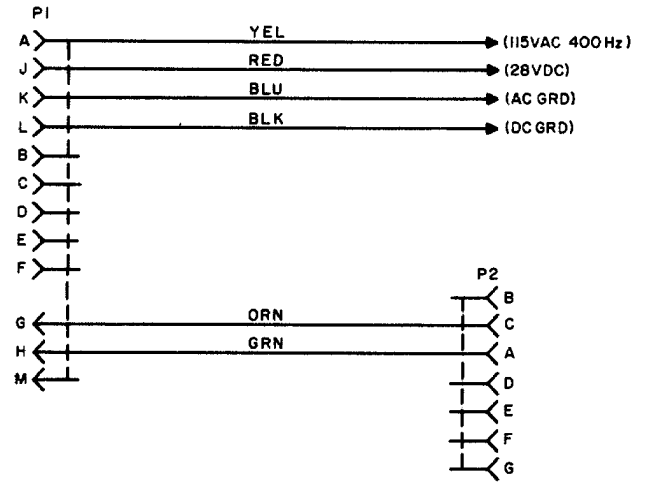 P1
A YEL (115VAC 400Hz)
J RED (28VDC)
K BLU (AC GRD)
L BLK (DC GRD)
B
C
D
E
F
P2
B
G ORN C
H GRN A
M
D
E
F
G